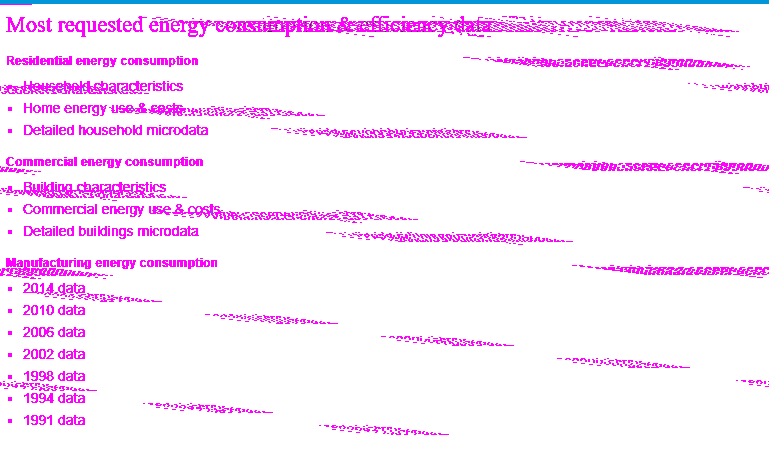 Most requested energy consumption & efficiency data
Residential energy consumption
Household characteristics
Home energy use & costs
Detailed household microdata
Commercial energy consumption
Building characteristics
Commercial energy use & costs
Detailed buildings microdata
Manufacturing energy consumption
2014 data
2010 data
2006 data
2002 data
1998 data
1994 data
1991 data